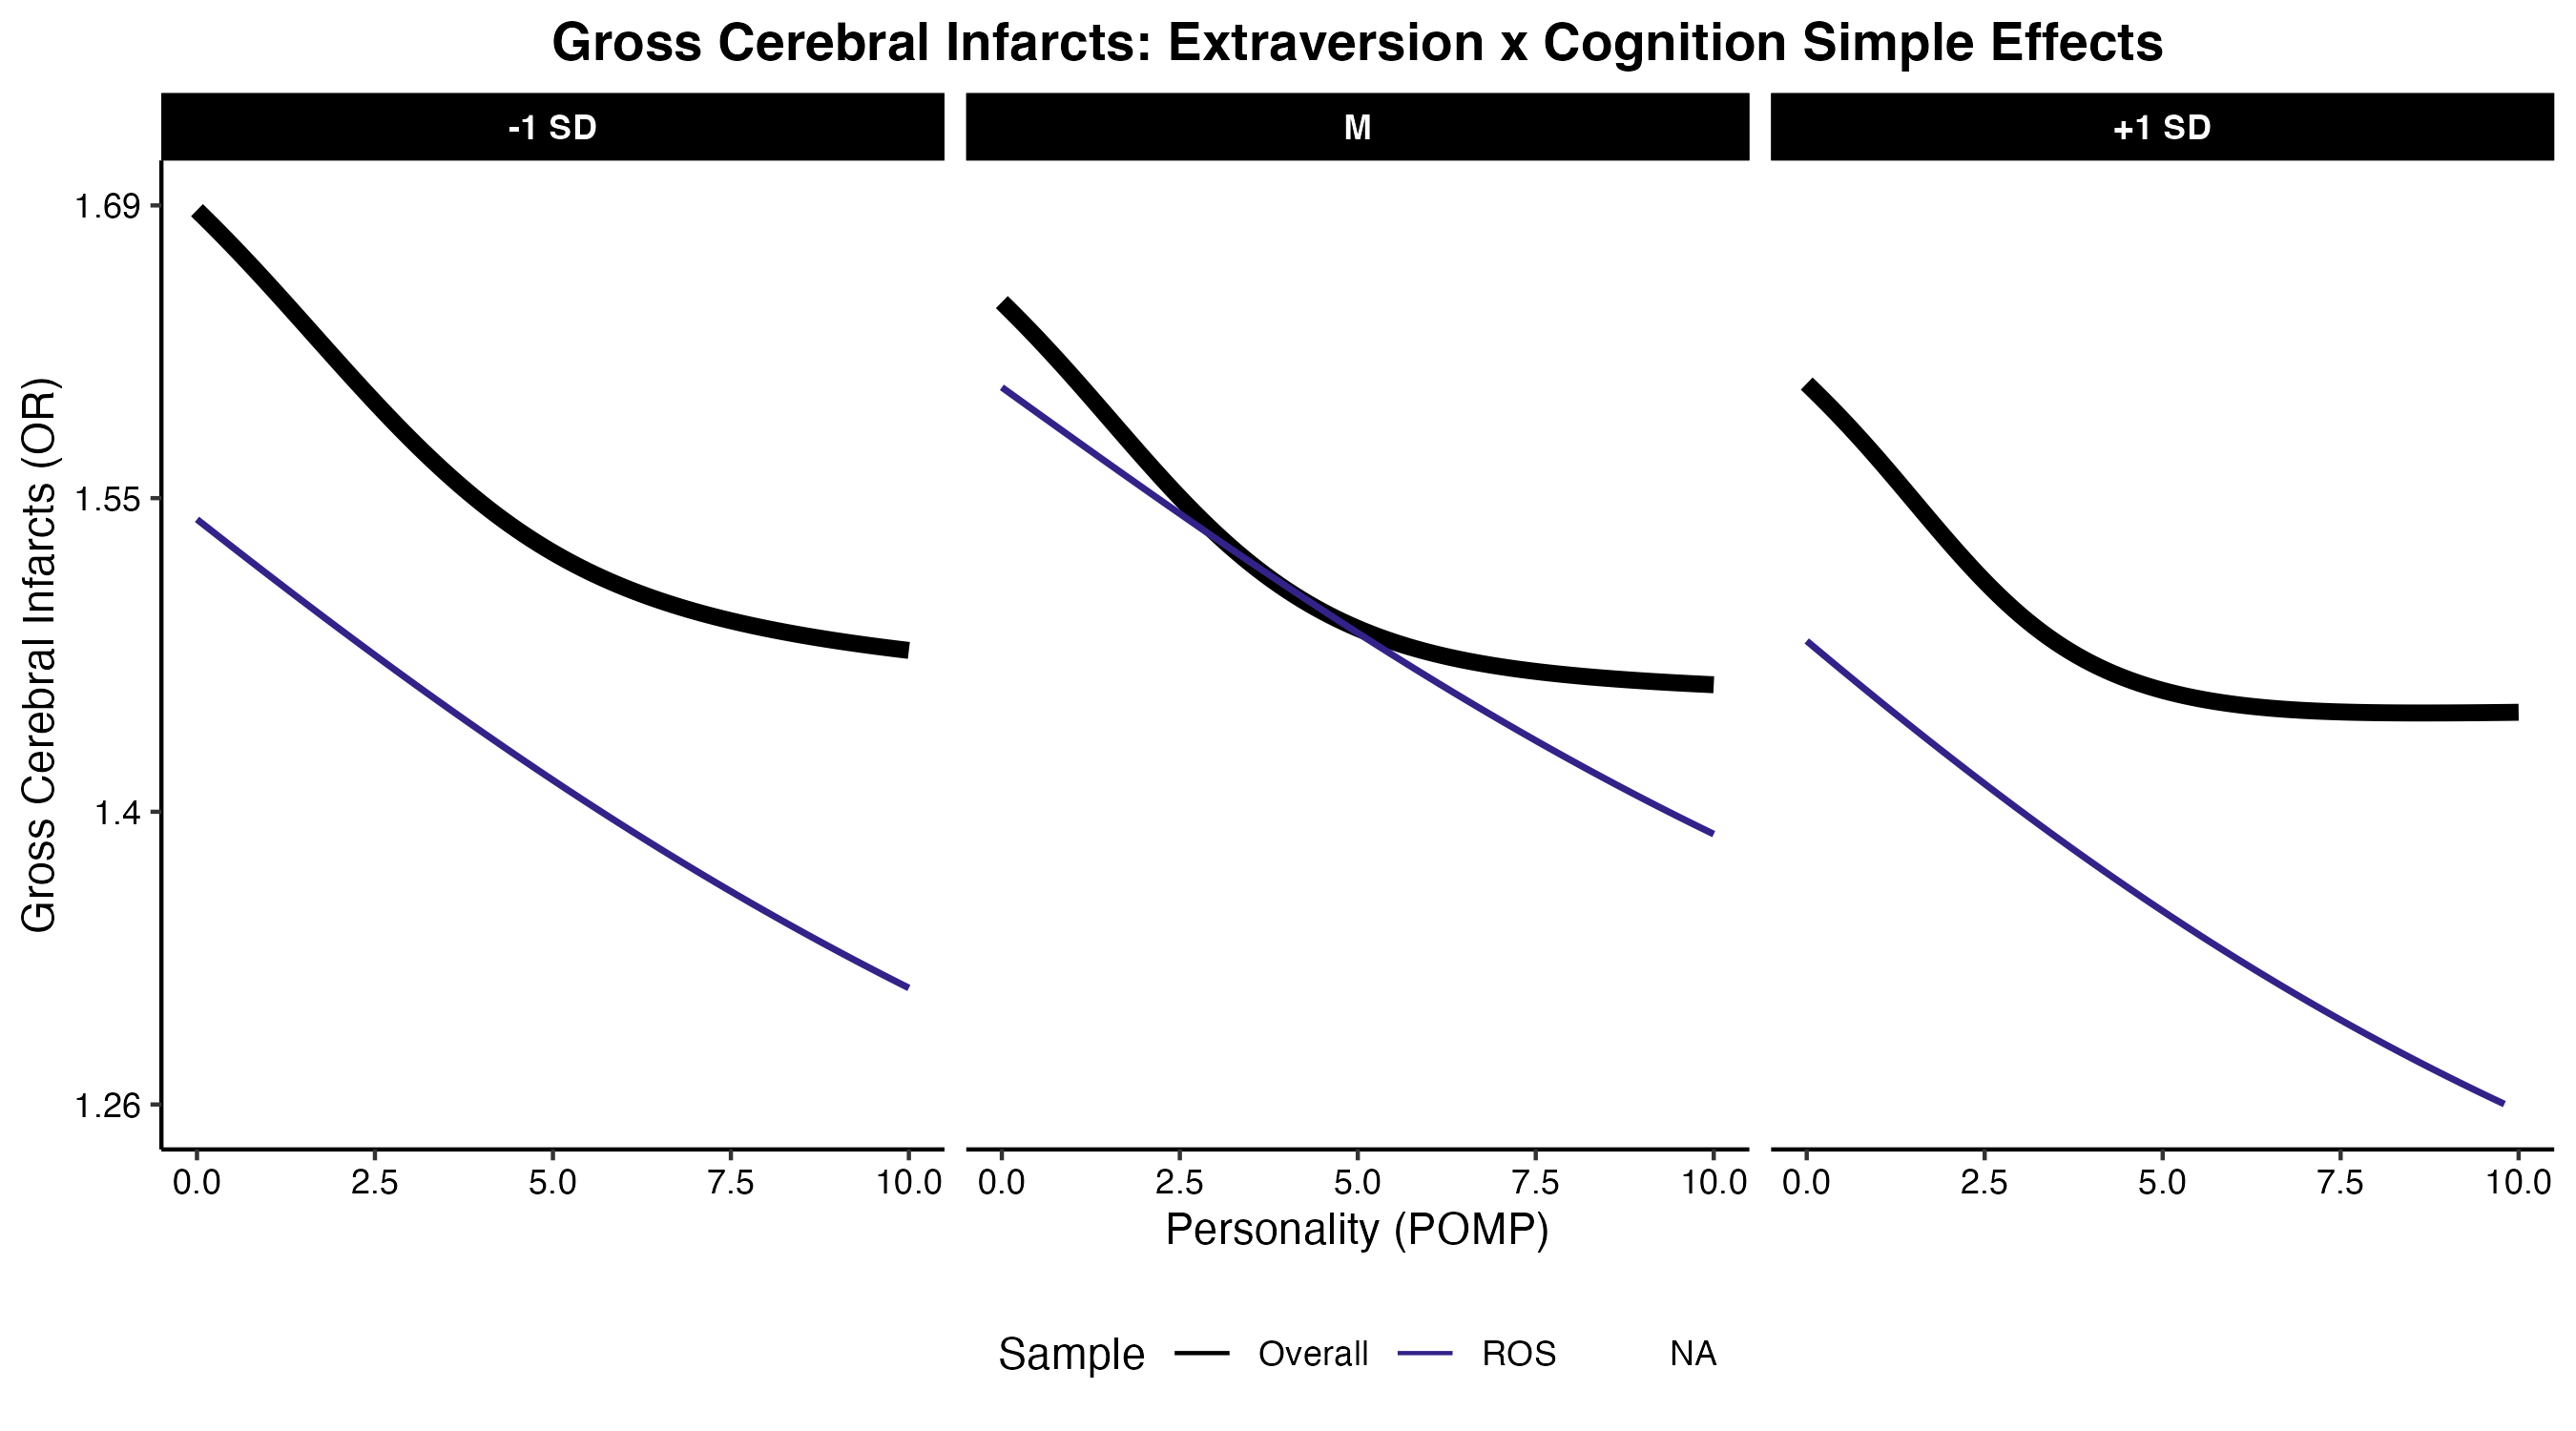 Gross Cerebral Infarcts: Extraversion x Cognition Simple Effects
-1 SD
M
+1 SD
Gross Cerebral Infarcts (OR)
1.69
1.55
1.4
1.26
0.0 2.5 5.0 7.5 10.0
0.0 2.5 5.0 7.5 10.0
0.0 2.5 5.0 7.5 10.0
Personality (POMP)
Sample Overall ROS NA